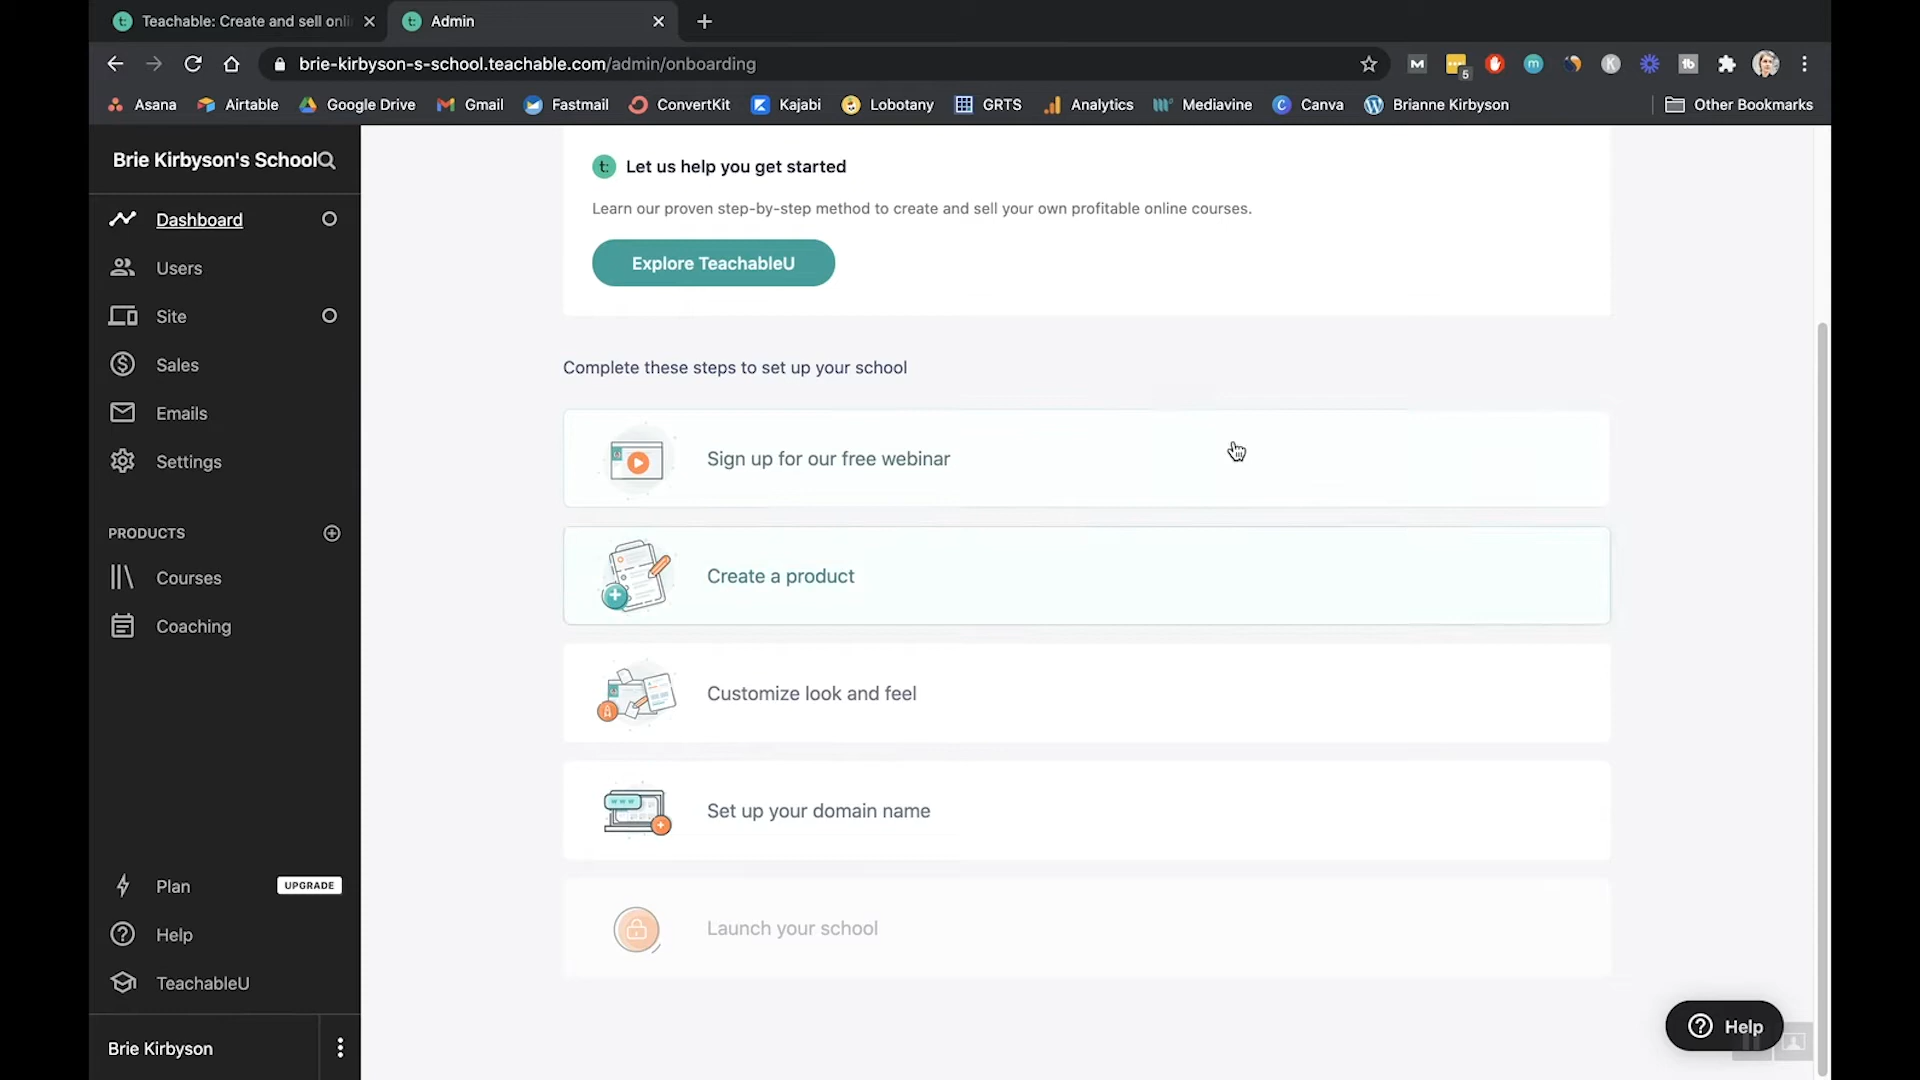 Teachable: Create and sell onli
Admin
brie-kirbyson-s-school.teachable.com/admin/onboarding
5
Asana
Airtable
Google Drive
Gmail
Fastmail
ConvertKit
Kajabi
Lobotany
GRTS
Analytics
Mediavine
Canva
Brianne Kirbyson
Other Bookmarks
Brie Kirbyson's School
Dashboard
Users
Site
Sales
Emails
Settings
PRODUCTS
Courses
Coaching
Plan
UPGRADE
Help
TeachableU
Brie Kirbyson
t:
Let us help you get started
Learn our proven step-by-step method to create and sell your own profitable online courses.
Explore TeachableU
Complete these steps to set up your school
Sign up for our free webinar
Create a product
Customize look and feel
Set up your domain name
Launch your school
Help